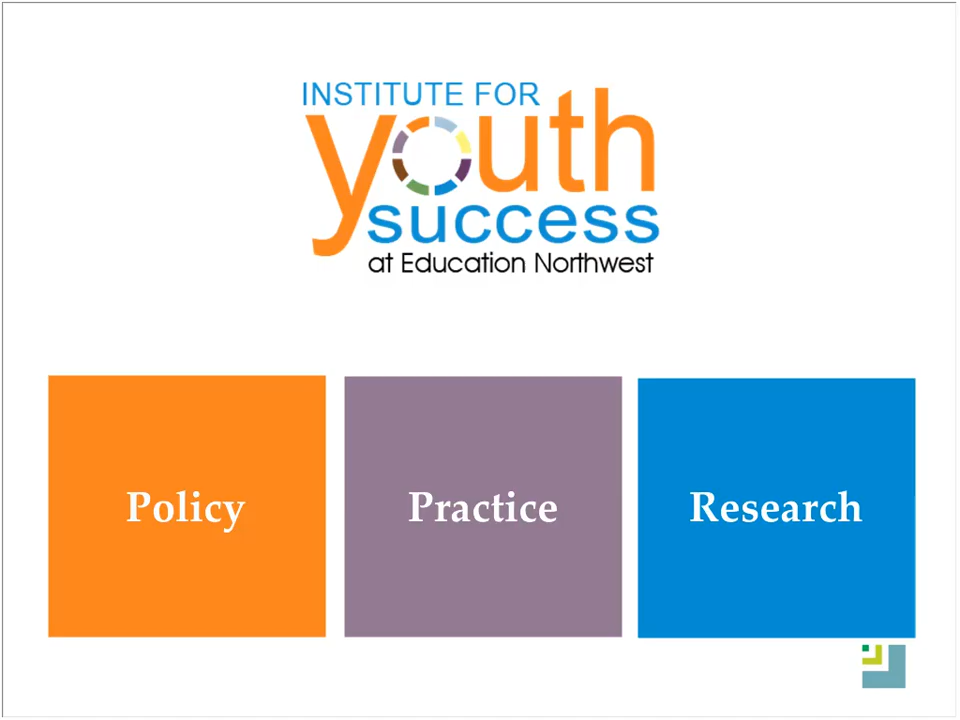 INSTITUTE FOR
youth
success
at Education Northwest
Policy
Practice
Research